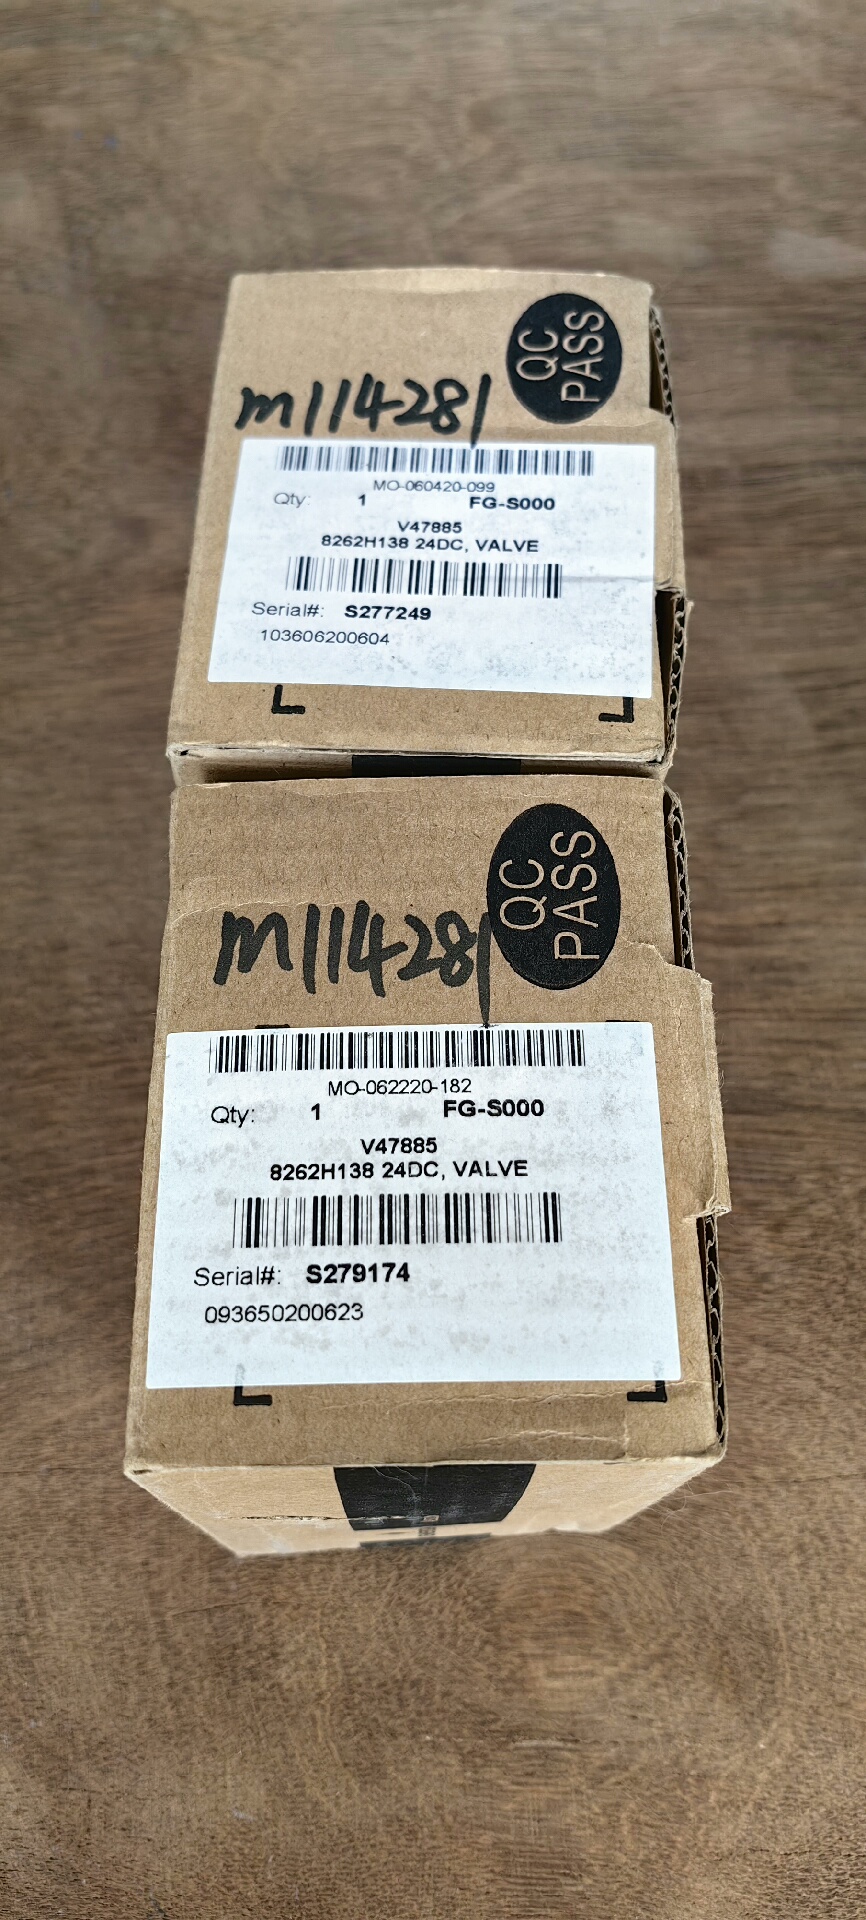 QC
PASS
m114281
MO-060420-099
Qty: 1 FG-S000
V47885
8262H138 24DC, VALVE
Serial#: S277249
103606200604
QC
PASS
m114281
MO-062220-182
Qty: 1 FG-S000
V47885
8262H138 24DC, VALVE
Serial#: S279174
093650200623